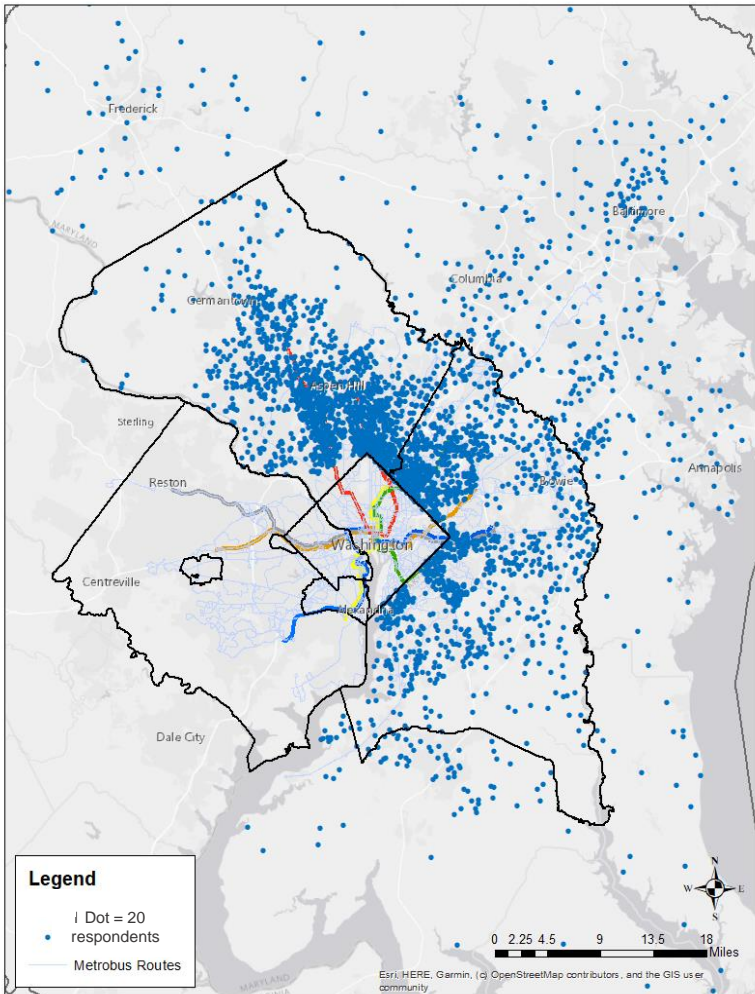 Frederick
MARYLAND
Baltimore
Columbia
Germantown
Aspen Hill
Sterling
Reston
Bowie
Annapolis
Washington
Centreville
Alexandria
Dale City
Legend
1 Dot = 20
respondents
Metrobus Routes
N
W E
S
0 2.25 4.5 9 13.5 18
Miles
Esri, HERE, Garmin, (c) OpenStreetMap contributors, and the GIS user
community